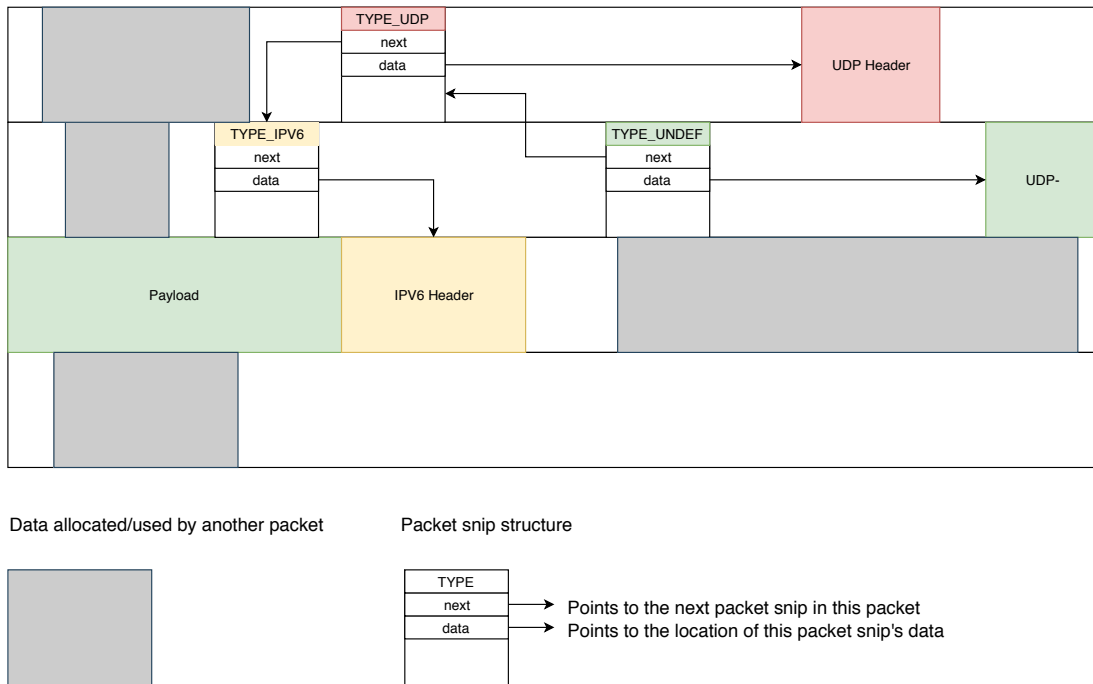 TYPE_UDP
next
data
UDP Header
TYPE_IPV6
next
data
TYPE_UNDEF
next
data
UDP-
Payload
IPV6 Header
Data allocated/used by another packet
Packet snip structure
TYPE
next
Points to the next packet snip in this packet
data
Points to the location of this packet snip's data